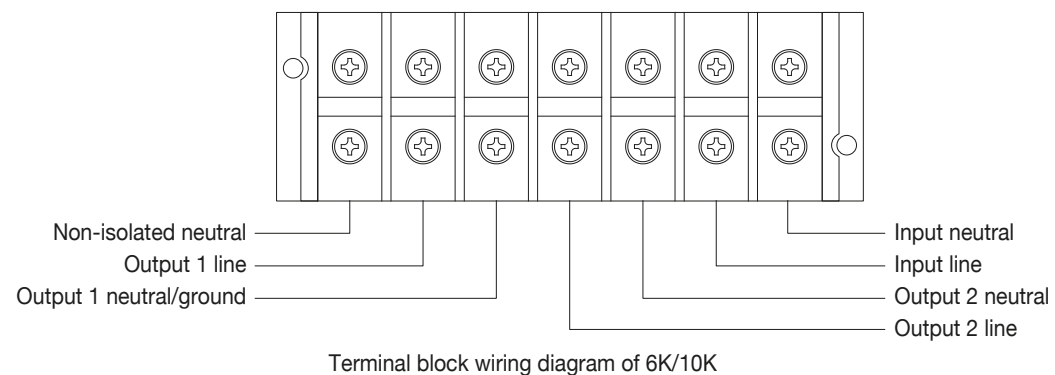 Non-isolated neutral
Output 1 line
Output 1 neutral/ground
Input neutral
Input line
Output 2 neutral
Output 2 line
Terminal block wiring diagram of 6K/10K